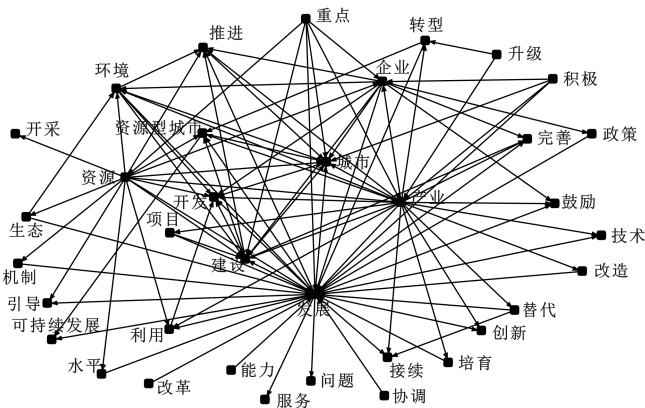 重点
转型
推进
升级
企业
环境
积极
资源型城市
开采
完善
政策
城市
资源
产业
开发
鼓励
项目
生态
技术
建设
机制
改造
引导
发展
替代
可持续发展
利用
创新
水平
能力
接续
培育
问题
改革
协调
服务